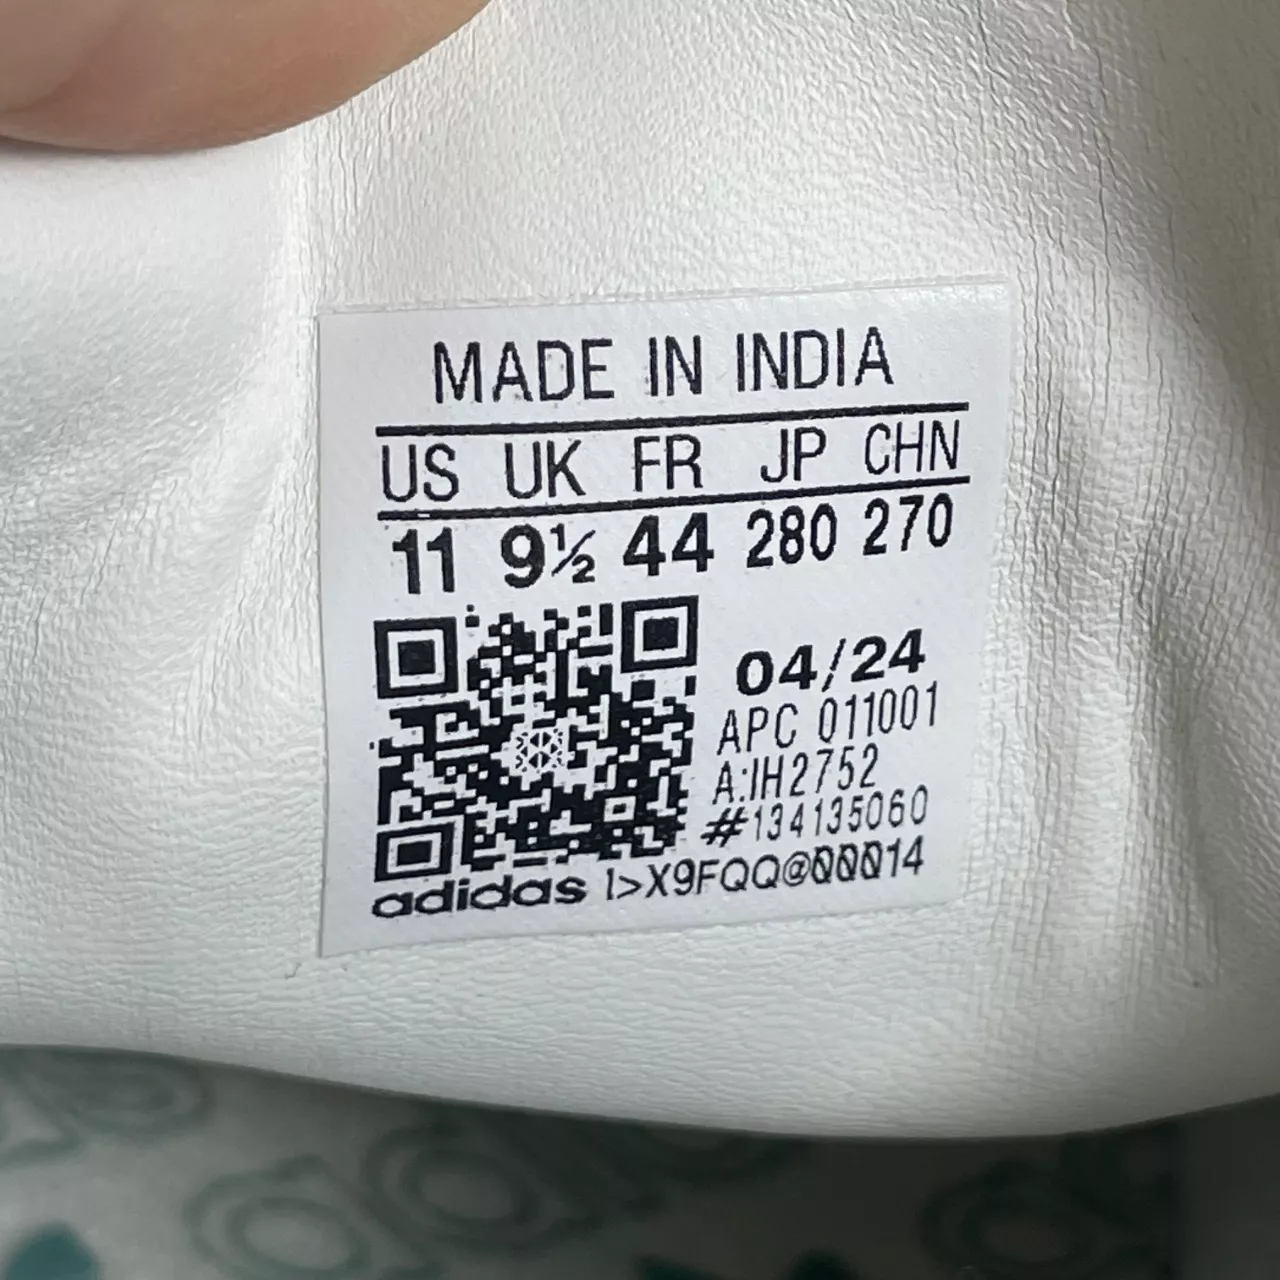 MADE IN INDIA
US UK FR JP CHN
11 9½ 44 280 270
04/24
APC 011001
A:IH2752
#134135060
adidas 1>X9FQQ@00014